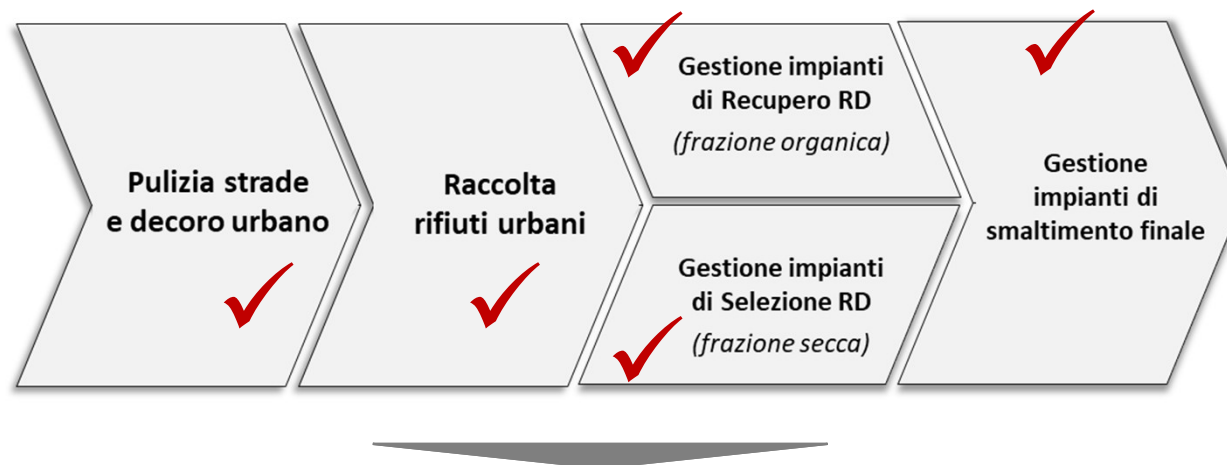 Pulizia strade
e decoro urbano
Raccolta
rifiuti urbani
Gestione impianti
di Recupero RD
(frazione organica)
Gestione impianti
di Selezione RD
(frazione secca)
Gestione
impianti di
smaltimento finale